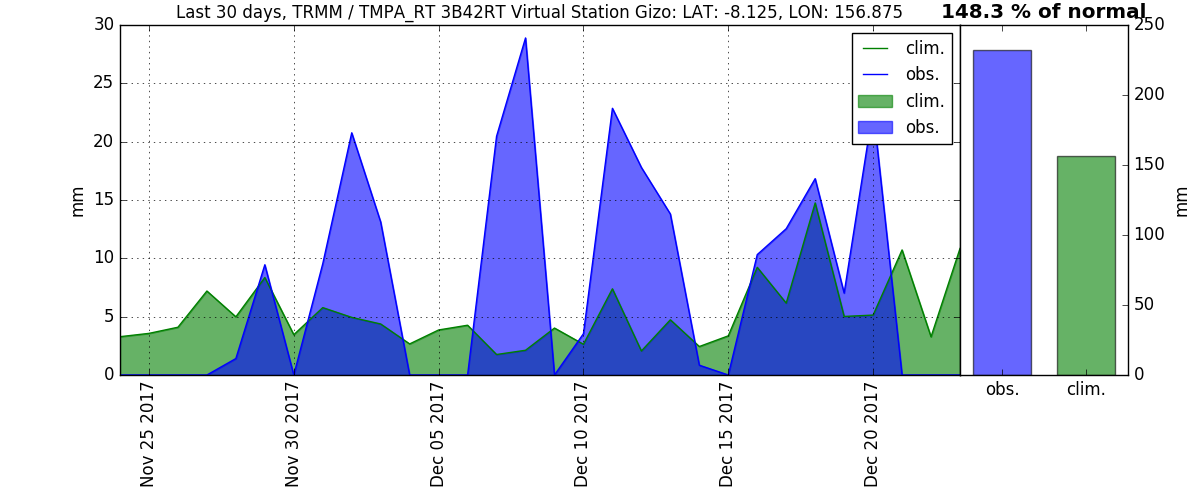 Last 30 days, TRMM / TMPA_RT 3B42RT Virtual Station Gizo: LAT: -8.125, LON: 156.875
148.3 % of normal
30
25
20
15
10
5
0
mm
clim.
obs.
clim.
obs.
Nov 25 2017
Nov 30 2017
Dec 05 2017
Dec 10 2017
Dec 15 2017
Dec 20 2017
250
200
150
100
50
0
mm
obs.
clim.